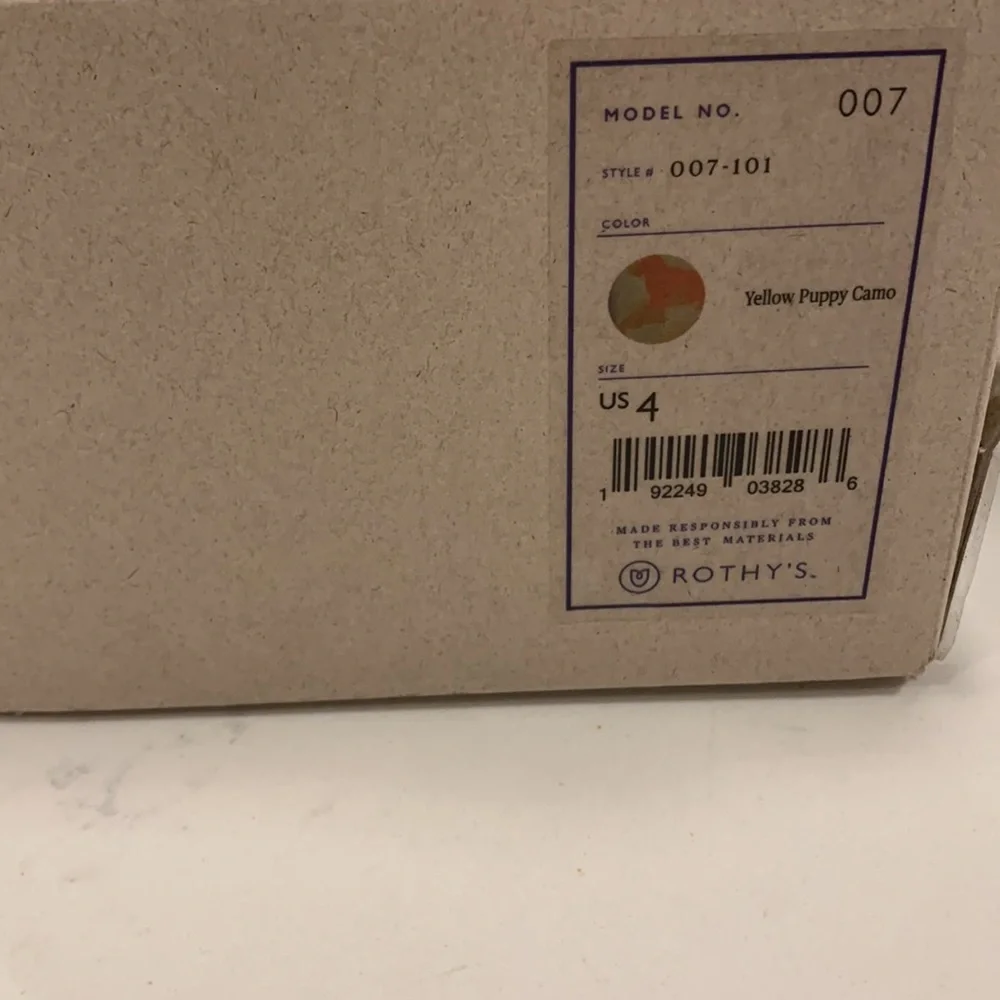 MODEL NO. 007
STYLE # 007-101
COLOR
Yellow Puppy Camo
SIZE
US 4
1 92249 03828 6
MADE RESPONSIBLY FROM
THE BEST MATERIALS
ROTHY'S™